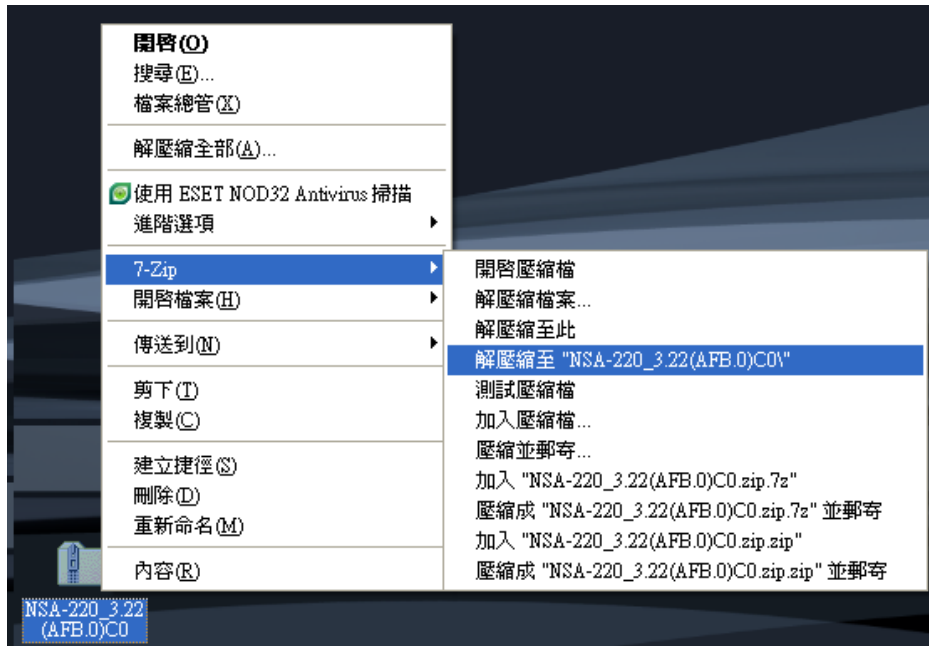 開啓(O)
搜尋(E)...
檔案總管(X)
解壓縮全部(A)...
使用 ESET NOD32 Antivirus 掃描
進階選項
7-Zip
開啓檔案(H)
傳送到(N)
剪下(T)
複製(C)
建立捷徑(S)
刪除(D)
重新命名(M)
內容(R)
開啓壓縮檔
解壓縮檔案...
解壓縮至此
解壓縮至 "NSA-220_3.22(AFB.0)C0\"
測試壓縮檔
加入壓縮檔...
壓縮並郵寄...
加入 "NSA-220_3.22(AFB.0)C0.zip.7z"
壓縮成 "NSA-220_3.22(AFB.0)C0.zip.7z" 並郵寄
加入 "NSA-220_3.22(AFB.0)C0.zip.zip"
壓縮成 "NSA-220_3.22(AFB.0)C0.zip.zip" 並郵寄
NSA-220_3.22
(AFB.0)C0